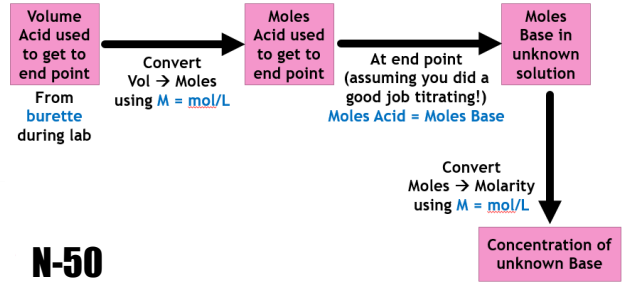 Volume
Acid used
to get to
end point
From
burette
during lab
Convert
Vol → Moles
using M = mol/L
Moles
Acid used
to get to
end point
At end point
(assuming you did a
good job titrating!)
Moles Acid = Moles Base
Moles
Base in
unknown
solution
Convert
Moles → Molarity
using M = mol/L
Concentration of
unknown Base
N-50